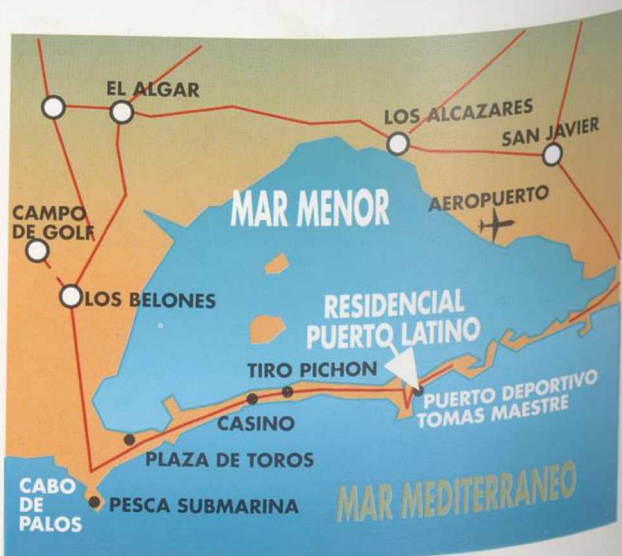 EL ALGAR
LOS ALCAZARES
SAN JAVIER
CAMPO
DE GOLF
MAR MENOR
AEROPUERTO
LOS BELONES
RESIDENCIAL
PUERTO LATINO
TIRO PICHON
PUERTO DEPORTIVO
TOMAS MAESTRE
CASINO
PLAZA DE TOROS
CABO
DE
PALOS
PESCA SUBMARINA
MAR MEDITERRANEO